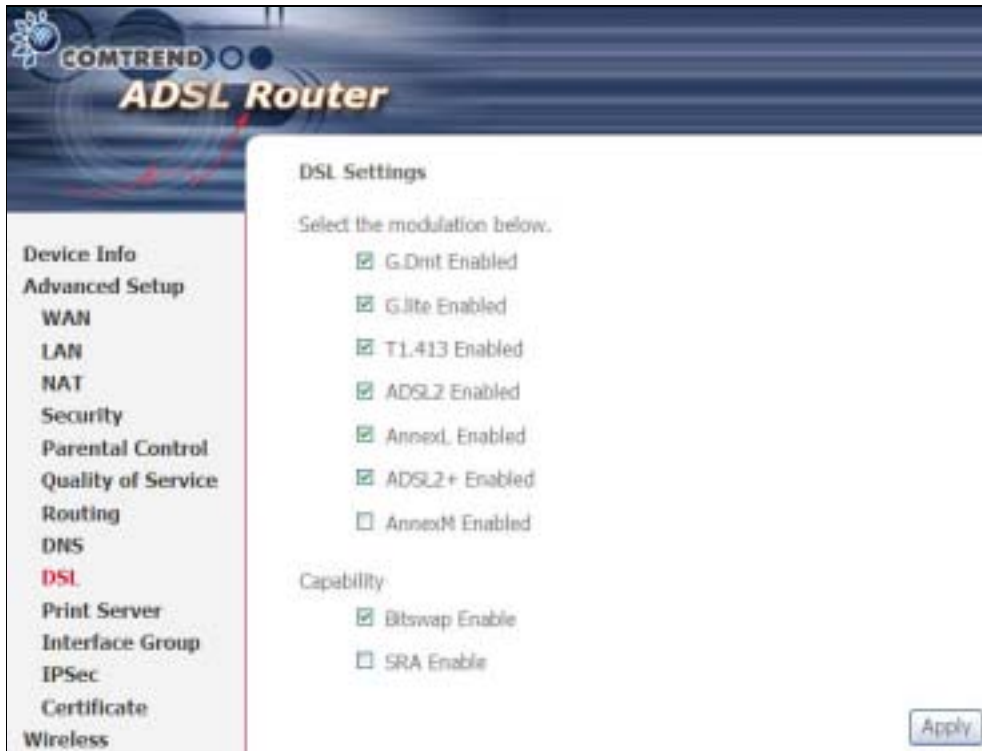 COMTREND
ADSL Router
Device Info
Advanced Setup
WAN
LAN
NAT
Security
Parental Control
Quality of Service
Routing
DNS
DSL
Print Server
Interface Group
IPSec
Certificate
Wireless
DSL Settings
Select the modulation below.
G.Dmt Enabled
G.lite Enabled
T1.413 Enabled
ADSL2 Enabled
AnnexL Enabled
ADSL2+ Enabled
AnnexM Enabled
Capability
Bitswap Enable
SRA Enable
Apply